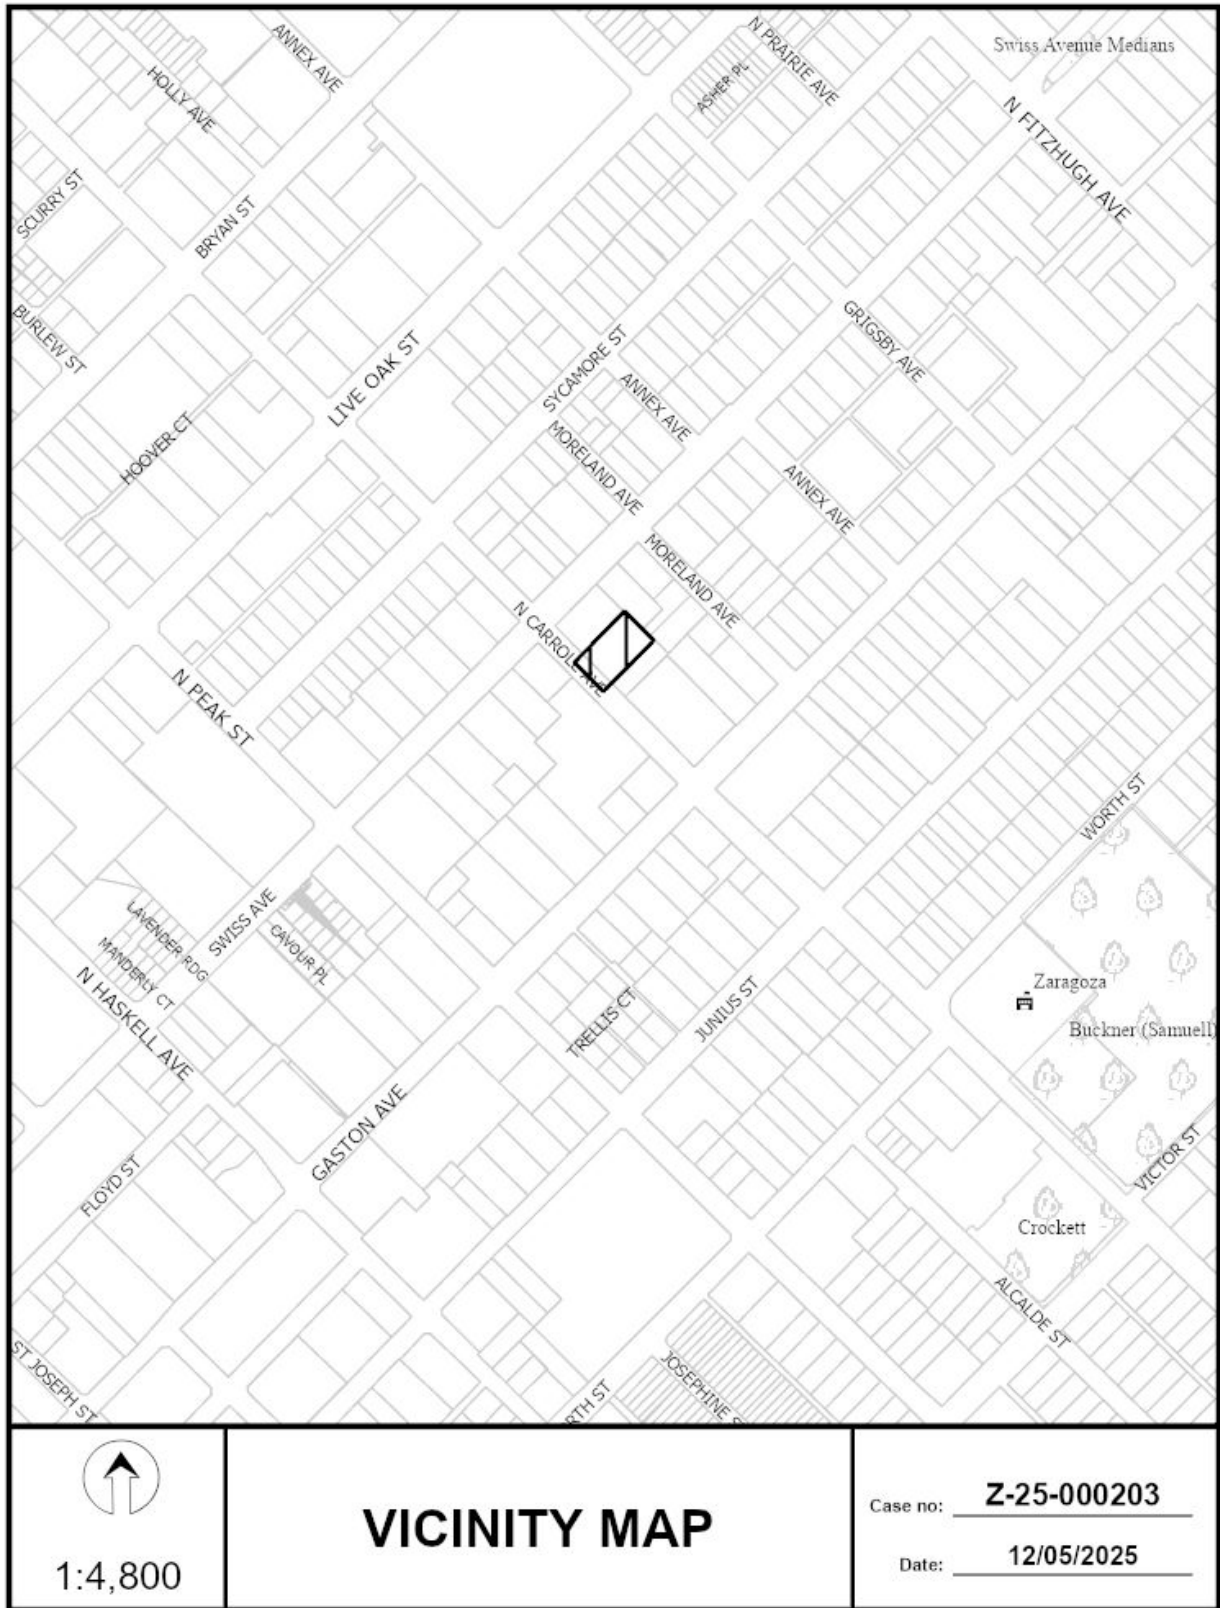 N PRAIRIE AVE
Swiss Avenue Medians
ANNEX AVE
HOLLY AVE
ASHER PL
N FITZHUGH AVE
SCURRY ST
BRYAN ST
BURLEW ST
LIVE OAK ST
SYCAMORE ST
GRIGSBY AVE
ANNEX AVE
HOOVER CT
MORELAND AVE
ANNEX AVE
MORELAND AVE
N CARROLL AVE
N PEAK ST
WORTH ST
LAVENDER RDG
SWISS AVE
CAVOUR PL
MANDERLY CT
N HASKELL AVE
Zaragoza
TRELLIS CT
JUNIUS ST
Buckner (Samuell)
GASTON AVE
FLOYD ST
VICTOR ST
Crockett
ALCALDE ST
ST JOSEPH ST
JOSEPHINE S
RTH ST
1:4,800
VICINITY MAP
Case no: Z-25-000203
Date: 12/05/2025